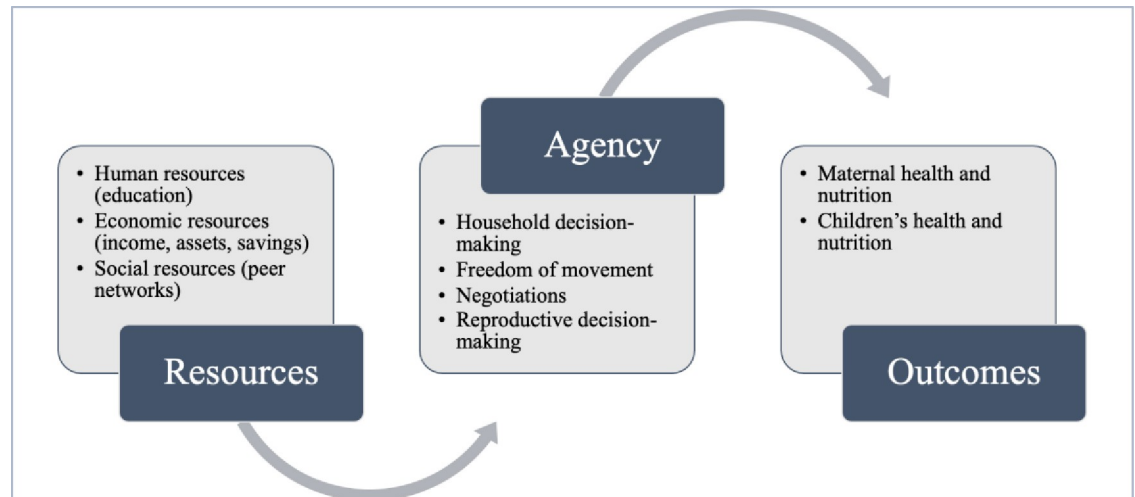 • Human resources
(education)
• Economic resources
(income, assets, savings)
• Social resources (peer
networks)
Resources
Agency
• Household decision-
making
• Freedom of movement
• Negotiations
• Reproductive decision-
making
• Maternal health and
nutrition
• Children’s health and
nutrition
Outcomes